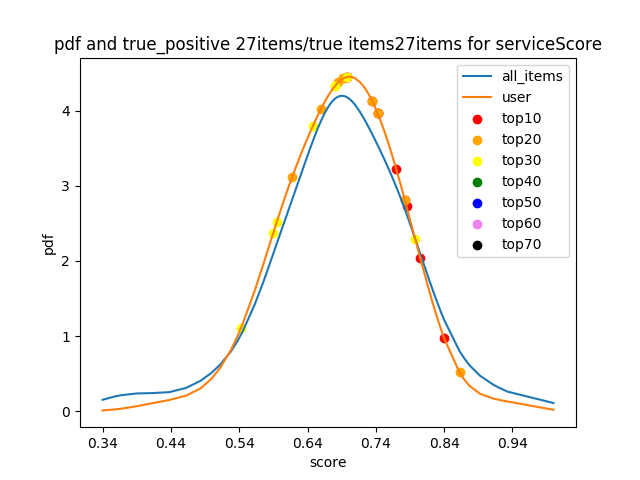 pdf and true_positive 27items/true items27items for serviceScore
all_items
user
top10
top20
top30
top40
top50
top60
top70
pdf
4
3
2
1
0
0.34 0.44 0.54 0.64 0.74 0.84 0.94
score